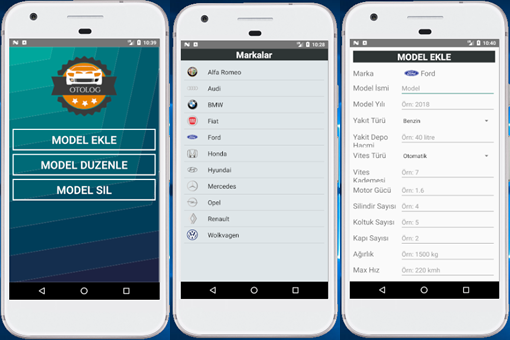 10:39
OTOLOG
MODEL EKLE
MODEL DUZENLE
MODEL SIL
10:38
Markalar
Alfa Romeo
Audi
BMW
Fiat
Ford
Honda
Hyundai
Mercedes
Opel
Renault
Wolkvagen
10:40
MODEL EKLE
Marka Ford
Model İsmi Model
Model Yılı Örn: 2018
Yakıt Türü Benzin
Yakıt Depo Hacmi Örn: 40 litre
Vites Türü Otomatik
Vites Kademesi Örn: 7
Motor Gücü Örn: 1.6
Silindir Sayısı Örn: 4
Koltuk Sayısı Örn: 5
Kapı Sayısı Örn: 2
Ağırlık Örn: 1500 kg
Max Hız Örn: 220 kmh